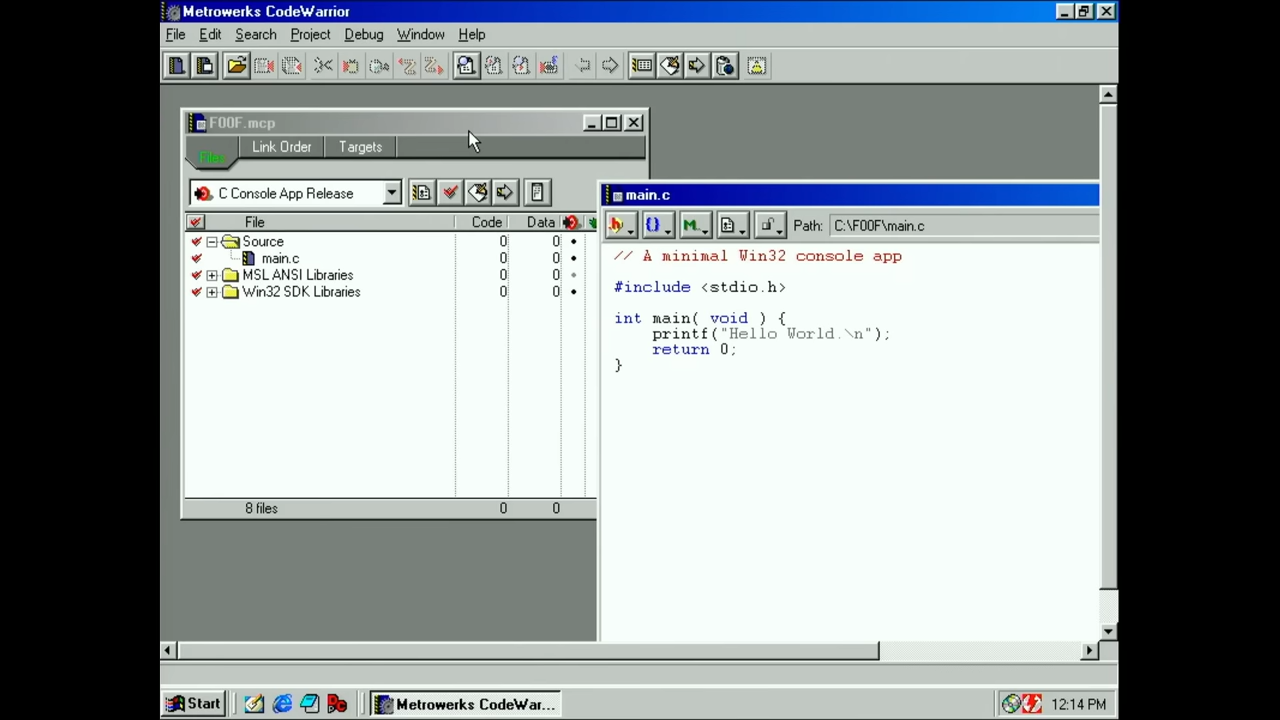 Metrowerks CodeWarrior
File Edit Search Project Debug Window Help
F00F.mcp
Files Link Order Targets
C Console App Release
File Code Data
Source 0 0
main.c 0 0
MSL ANSI Libraries 0 0
Win32 SDK Libraries 0 0
8 files 0 0
main.c
M. Path: C:\F00F\main.c
// A minimal Win32 console app
#include <stdio.h>
int main( void ) {
printf("Hello World.\n");
return 0;
}
Start Metrowerks CodeWar... 12:14 PM